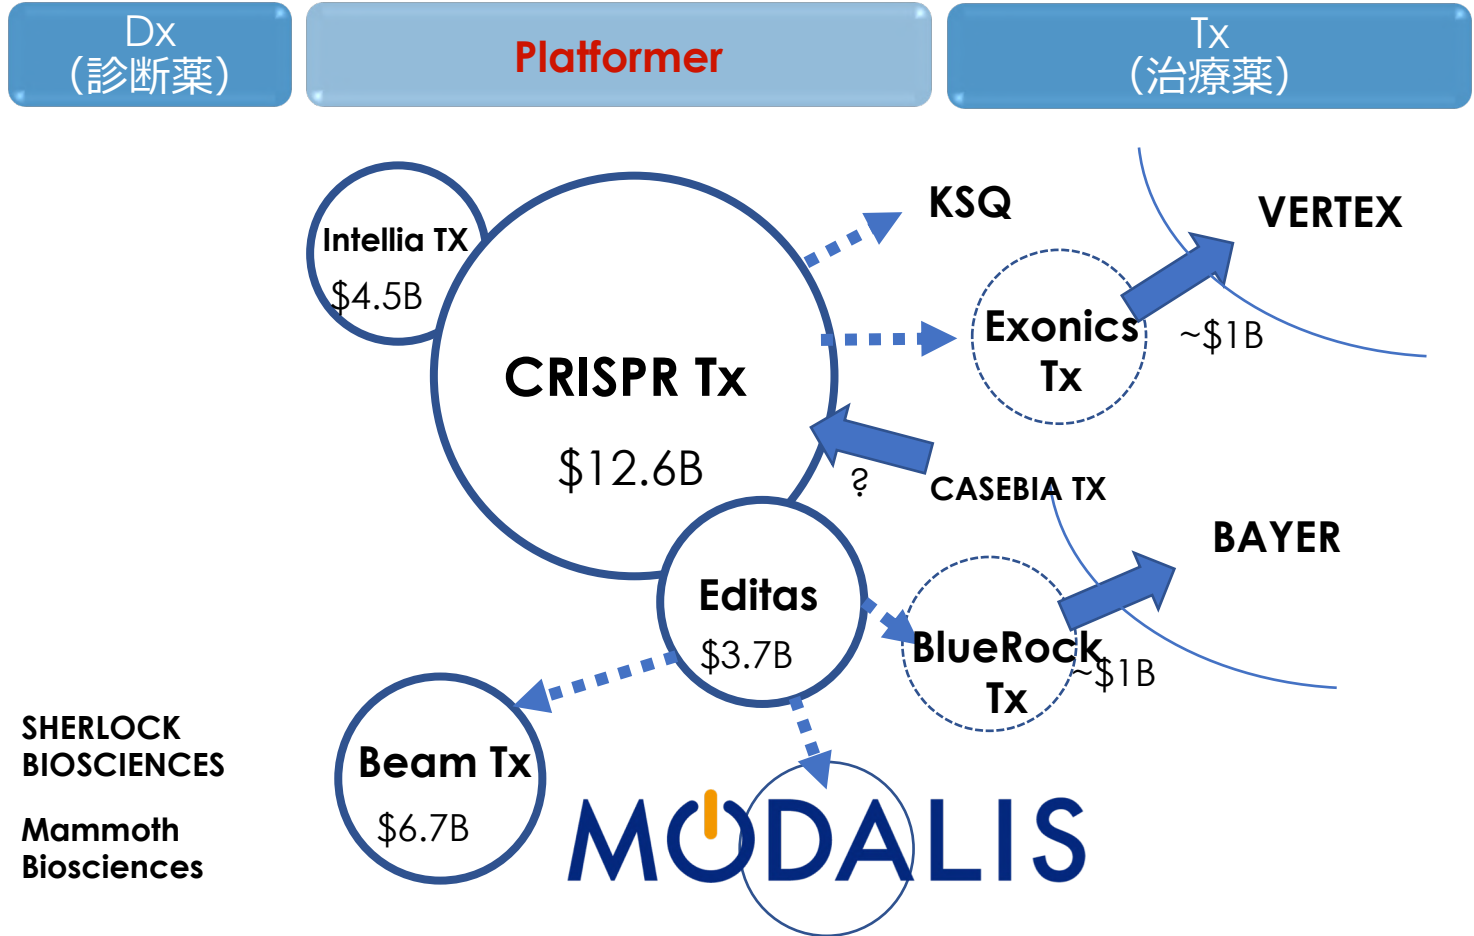 Dx
（診断薬）
Platformer
Tx
（治療薬）
Intellia TX
$4.5B
KSQ
VERTEX
Exonics
Tx
~$1B
CRISPR Tx
$12.6B
?
CASEBIA TX
BAYER
Editas
$3.7B
BlueRock
Tx
~$1B
SHERLOCK
BIOSCIENCES
Mammoth
Biosciences
Beam Tx
$6.7B
MODALIS